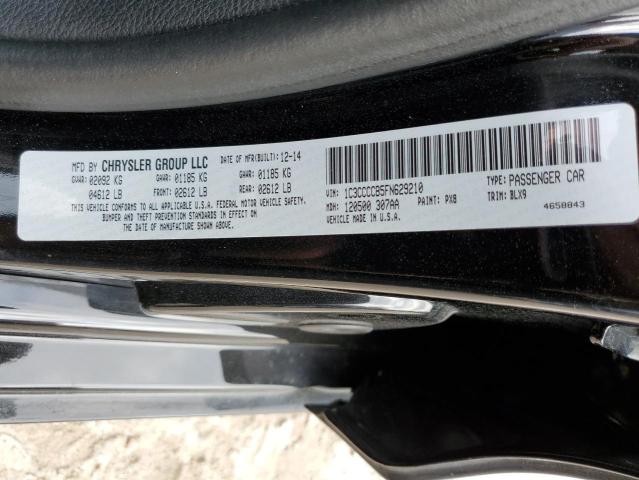 MFD BY CHRYSLER GROUP LLC DATE OF MFR(BUILT): 12-14
GVWR: 02092 KG GAWR: 01185 KG GAWR: 01185 KG
04612 LB FRONT: 02612 LB REAR: 02612 LB
THIS VEHICLE CONFORMS TO ALL APPLICABLE U.S.A. FEDERAL MOTOR VEHICLE SAFETY,
BUMPER AND THEFT PREVENTION STANDARDS IN EFFECT ON
THE DATE OF MANUFACTURE SHOWN ABOVE.
VIN: 1C3CCCCB5FN629210 TYPE: PASSENGER CAR
MDH: 120500 307AA PAINT: PX8 TRIM: BLX9
VEHICLE MADE IN U.S.A. 4658843